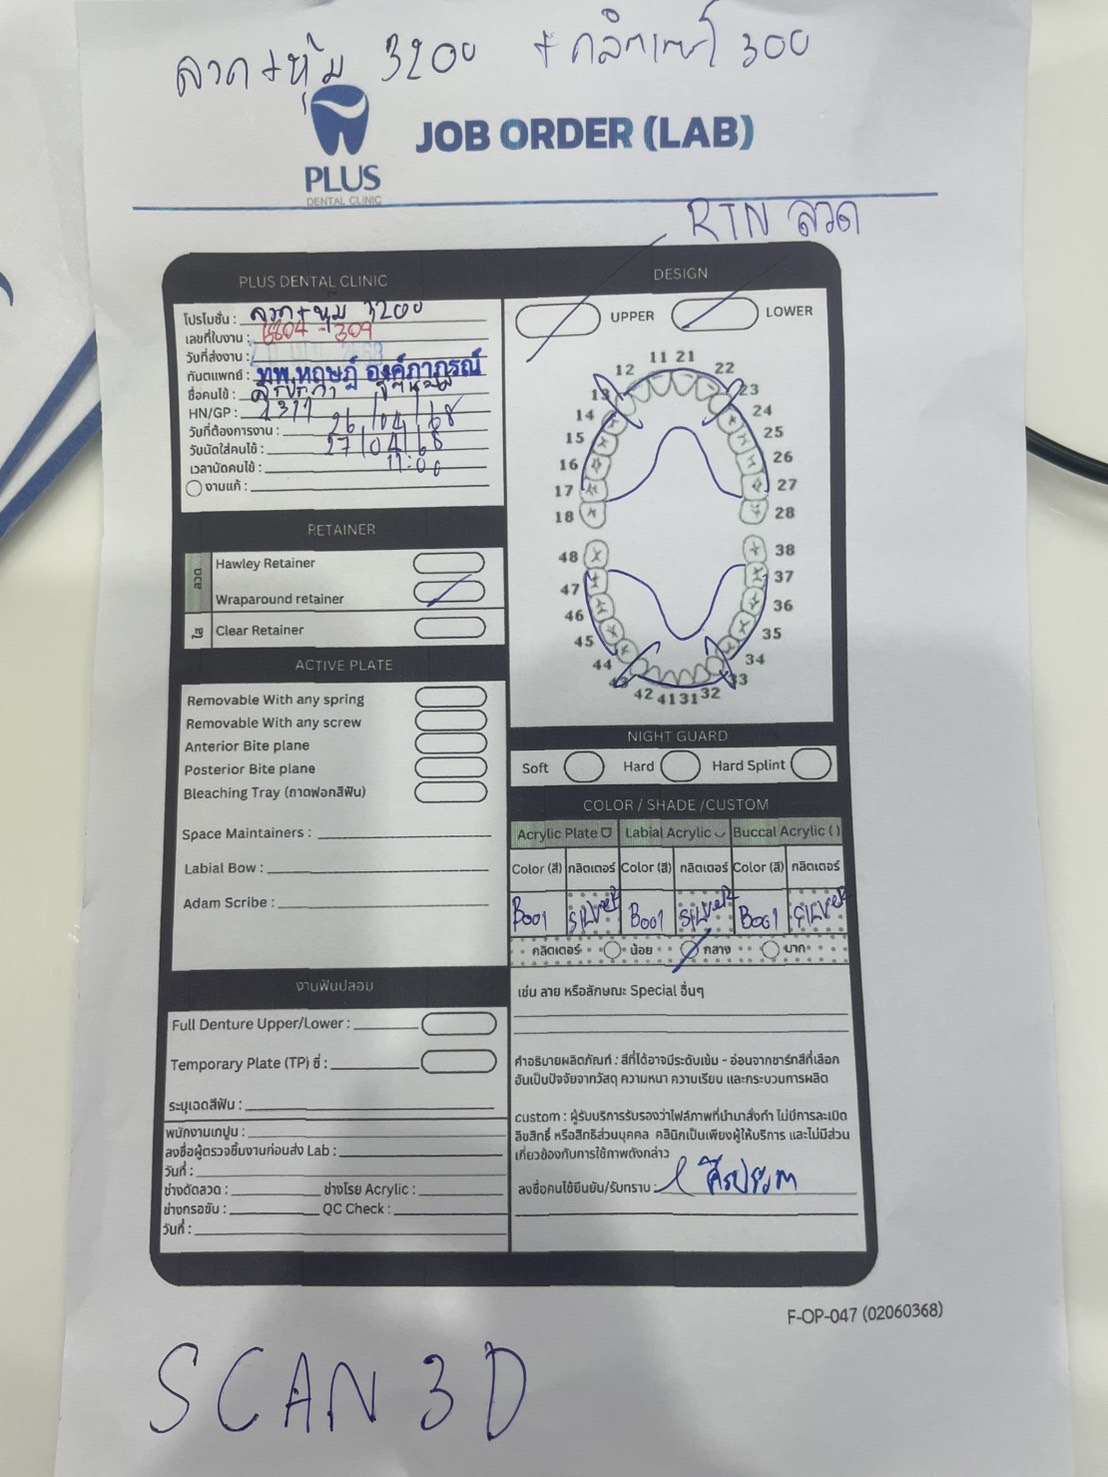 ลวด + หุ้ม 3200 + กลิตเตอร์ 300
PLUS
DENTAL CLINIC
JOB ORDER (LAB)
RTN ลวด
PLUS DENTAL CLINIC
โปรโมชั่น : ลวด + หุ้ม 3200
เลขที่ใบงาน : 6804 - 309
วันที่ส่งงาน :
ทันตแพทย์ : ทพ.หฤษฎ์ องค์ภาภรณ์
ชื่อคนไข้ :
HN/GP : 2311
วันที่ต้องการงาน : 26/04/68
วันนัดใส่คนไข้ : 27/04/68
เวลานัดคนไข้ : 11:00
งานแก้ :
RETAINER
ลวด
Hawley Retainer
Wraparound retainer
ใส
Clear Retainer
ACTIVE PLATE
Removable With any spring
Removable With any screw
Anterior Bite plane
Posterior Bite plane
Bleaching Tray (ถาดฟอกสีฟัน)
Space Maintainers :
Labial Bow :
Adam Scribe :
งานฟันปลอม
Full Denture Upper/Lower :
Temporary Plate (TP) ซี่ :
ระบุเฉดสีฟัน :
พนักงานเทปูน :
ลงชื่อผู้ตรวจชิ้นงานก่อนส่ง Lab :
วันที่ :
ช่างดัดลวด : ช่างโรย Acrylic :
ช่างกรอขัน : QC Check :
วันที่ :
DESIGN
UPPER LOWER
11 21
12 22
13 23
14 24
15 25
16 26
17 27
18 28
48 38
47 37
46 36
45 35
44 34
43 33
42 41 31 32
NIGHT GUARD
Soft Hard Hard Splint
COLOR / SHADE /CUSTOM
Acrylic Plate Labial Acrylic Buccal Acrylic ( )
Color (สี) กลิตเตอร์ Color (สี) กลิตเตอร์ Color (สี) กลิตเตอร์
B001 SILVER B001 SILVER B001 SILVER
กลิตเตอร์ น้อย กลาง มาก
เช่น ลาย หรือลักษณะ Special อื่นๆ
คำอธิบายผลิตภัณฑ์ : สีที่ได้อาจมีระดับเข้ม - อ่อนจากชาร์ทสีที่เลือก
อันเป็นปัจจัยจากวัสดุ ความหนา ความเรียบ และกระบวนการผลิต
custom : ผู้รับบริการรับรองว่าไฟล์ภาพที่นำมาสั่งทำ ไม่มีการละเมิด
ลิขสิทธิ์ หรือสิทธิส่วนบุคคล คลินิกเป็นเพียงผู้ให้บริการ และไม่มีส่วน
เกี่ยวข้องกับการใช้ภาพดังกล่าว
ลงชื่อคนไข้ยืนยัน/รับทราบ :
F-OP-047 (02060368)
SCAN 3D